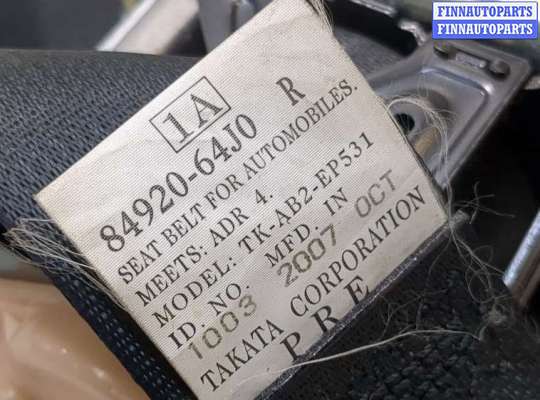 FINNAUTOPARTS
FINNAUTOPARTS
1A
84920-64J0 R
SEAT BELT FOR AUTOMOBILES.
MEETS: ADR 4.
MODEL: TK-AB2-EP531
ID. NO. MFD. IN
1003 2007 OCT
TAKATA CORPORATION
PRE